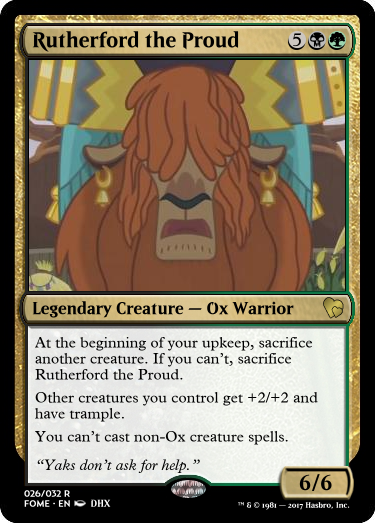 Rutherford the Proud 5
Legendary Creature — Ox Warrior
At the beginning of your upkeep, sacrifice
another creature. If you can't, sacrifice
Rutherford the Proud.
Other creatures you control get +2/+2 and
have trample.
You can't cast non-Ox creature spells.
“Yaks don't ask for help.”
6/6
026/032 R
FOME • EN DHX
™ & © 1981 — 2017 Hasbro, Inc.